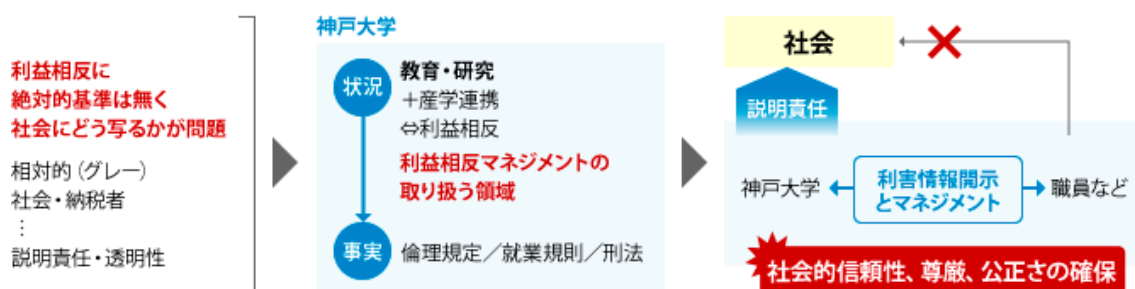 利益相反に
絶対的基準は無く
社会にどう写るかが問題
相対的（グレー）
社会・納税者
⋮
説明責任・透明性
神戸大学
状況
教育・研究
＋産学連携
⇔利益相反
利益相反マネジメントの
取り扱う領域
事実
倫理規定／就業規則／刑法
社会
説明責任
神戸大学
利害情報開示
とマネジメント
職員など
社会的信頼性、尊厳、公正さの確保